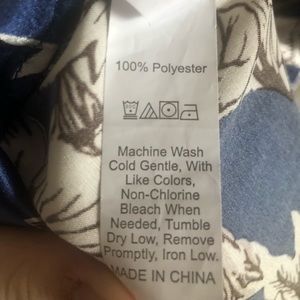 100% Polyester
Machine Wash
Cold Gentle, With
Like Colors,
Non-Chlorine
Bleach When
Needed, Tumble
Dry Low, Remove
Promptly, Iron Low.
MADE IN CHINA